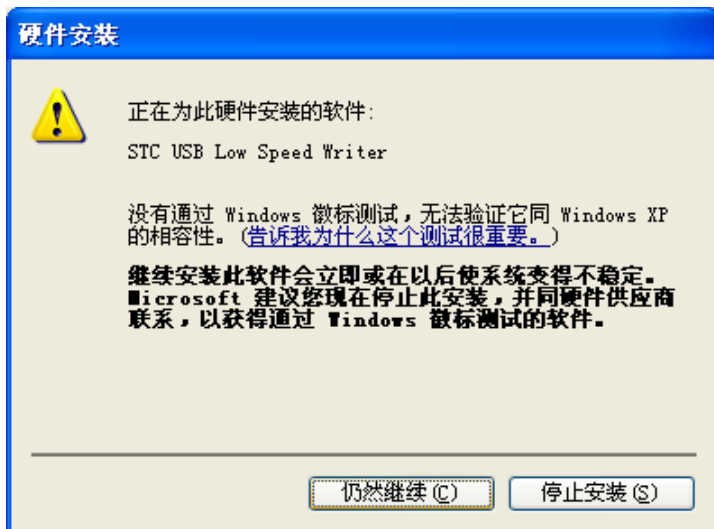 硬件安装
正在为此硬件安装的软件:
STC USB Low Speed Writer
没有通过 Windows 徽标测试，无法验证它同 Windows XP
的相容性。(告诉我为什么这个测试很重要。)
继续安装此软件会立即或在以后使系统变得不稳定。
Microsoft 建议您现在停止此安装，并同硬件供应商
联系，以获得通过 Windows 徽标测试的软件。
仍然继续(C)
停止安装(S)